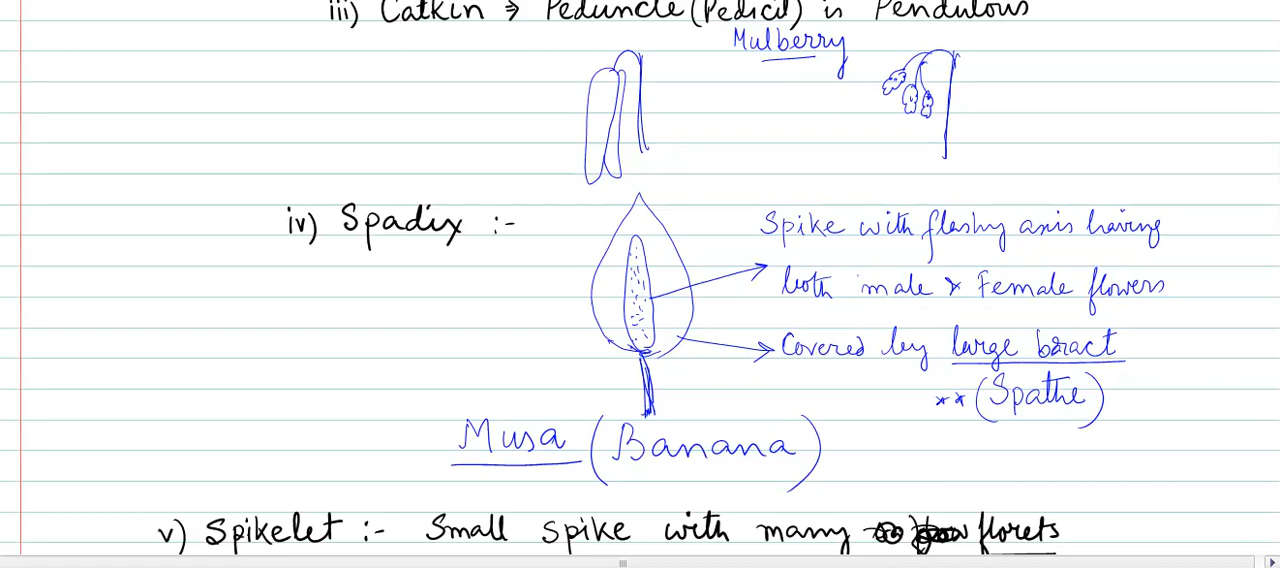 iii) Catkin → Peduncle (Pedicil) is Pendulous
Mulberry
iv) Spadix :-
Spike with fleshy axis having
both male & Female flowers
Covered by large bract
** (Spathe)
Musa (Banana)
v) Spikelet :- Small spike with many florets